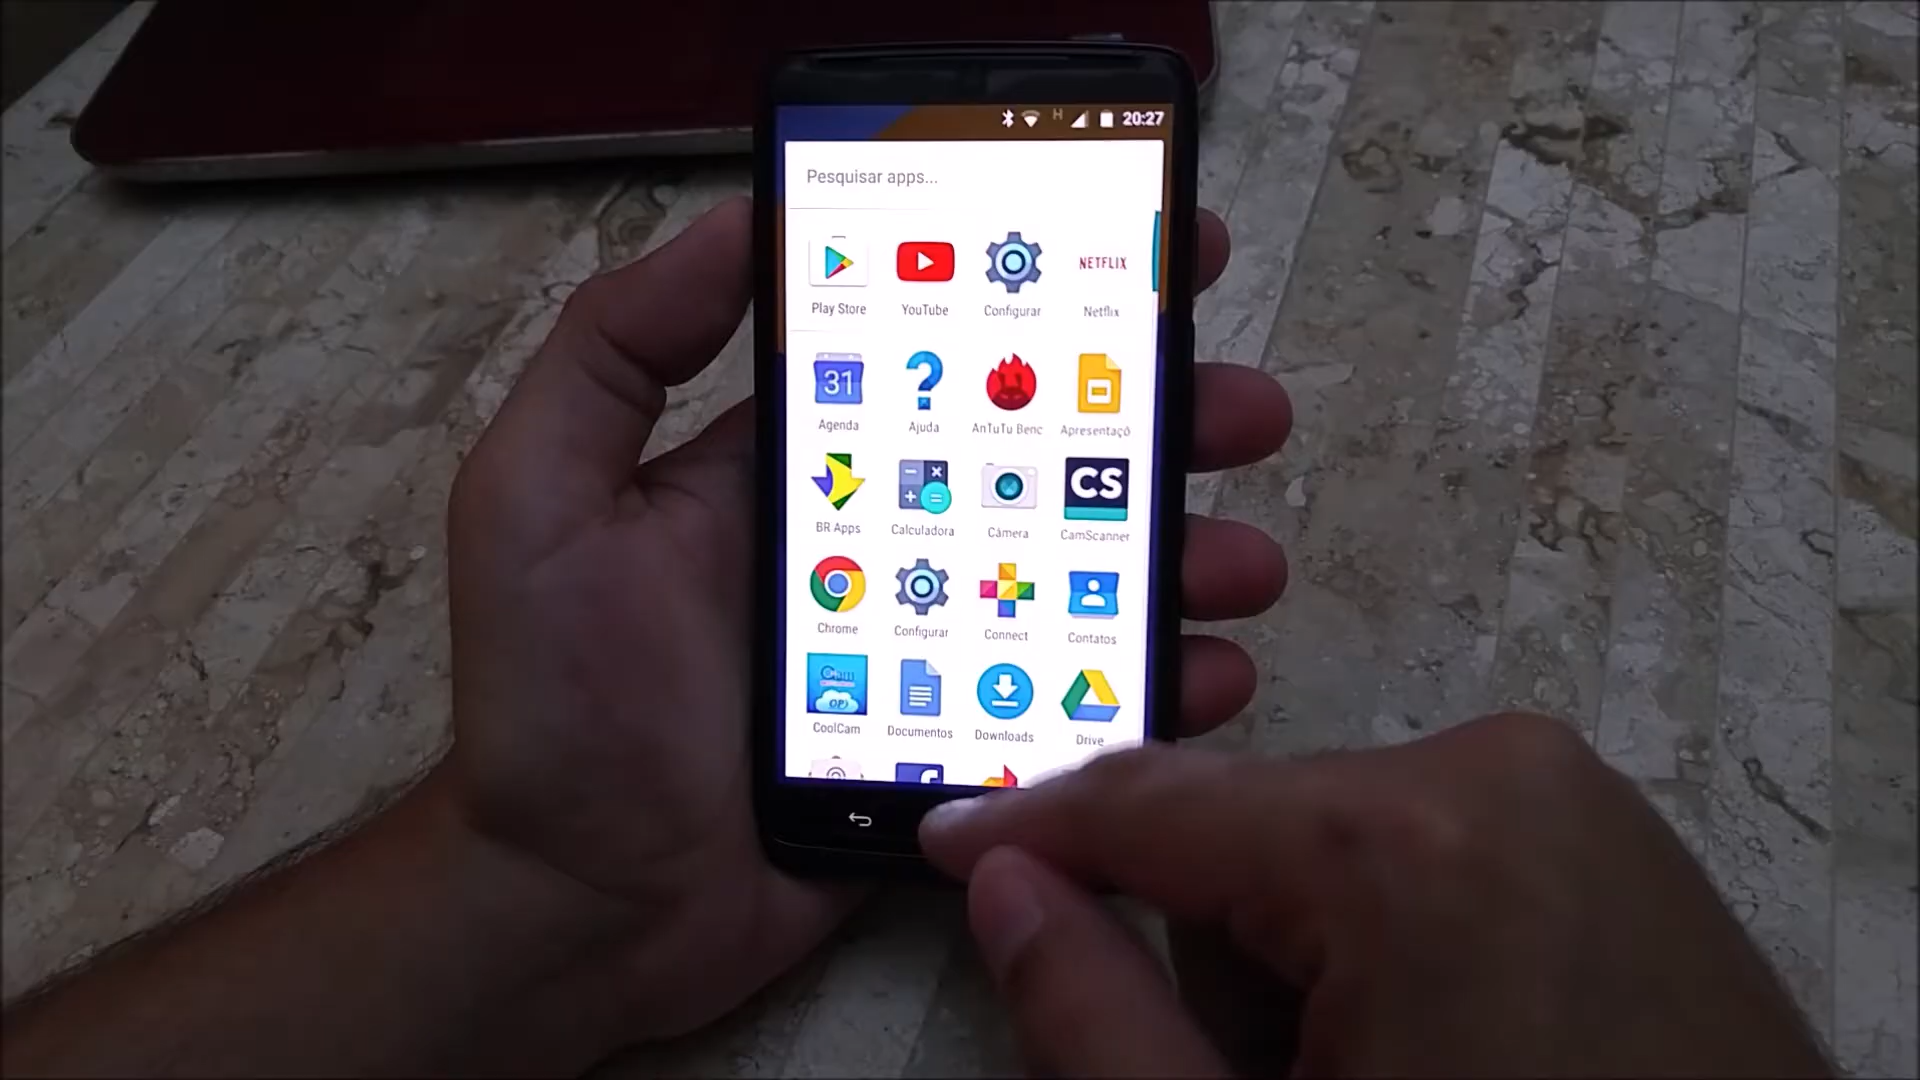 H 20:27
Pesquisar apps...
NETFLIX
Play Store YouTube Configurar Netflix
31
Agenda Ajuda AnTuTu Benc Apresentaçõ
CS
BR Apps Calculadora Câmera CamScanner
Chrome Configurar Connect Contatos
CoolCam Documentos Downloads Drive